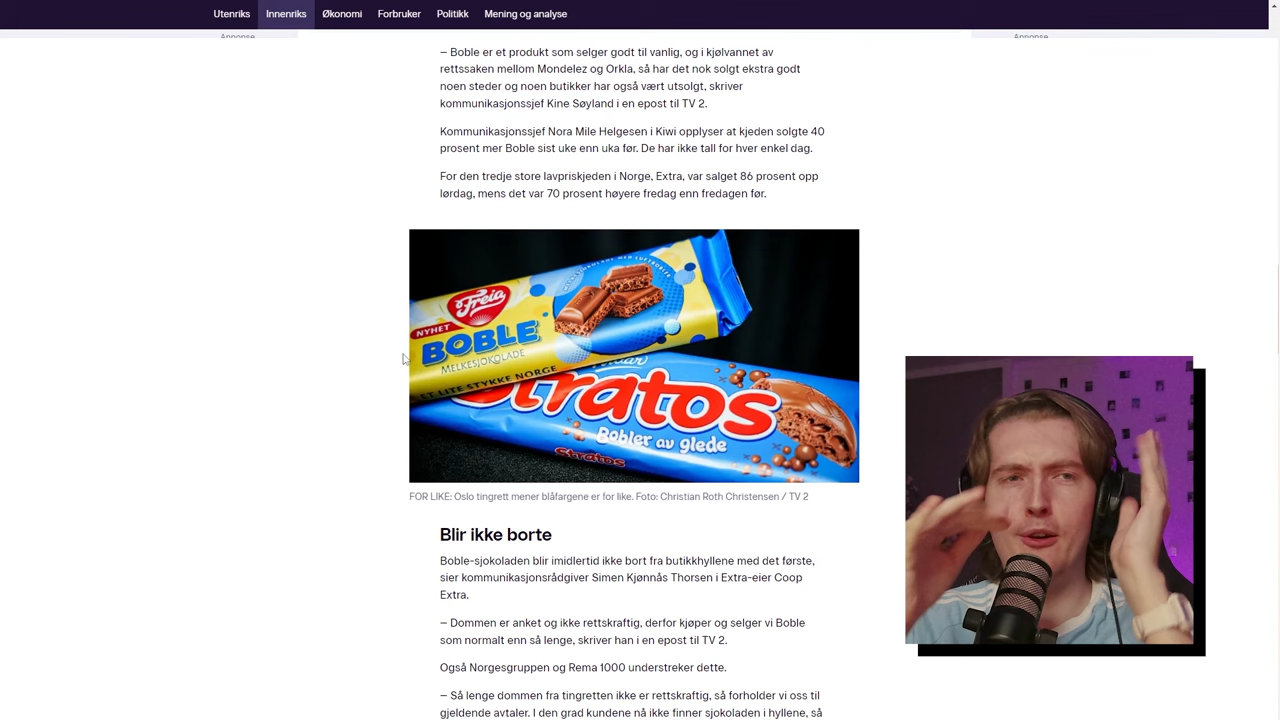 Utenriks Innenriks Økonomi Forbruker Politikk Mening og analyse
Annonse
Annonse
– Boble er et produkt som selger godt til vanlig, og i kjølvannet av
rettssaken mellom Mondelez og Orkla, så har det nok solgt ekstra godt
noen steder og noen butikker har også vært utsolgt, skriver
kommunikasjonssjef Kine Søyland i en epost til TV 2.
Kommunikasjonssjef Nora Mile Helgesen i Kiwi opplyser at kjeden solgte 40
prosent mer Boble sist uke enn uka før. De har ikke tall for hver enkel dag.
For den tredje store lavpriskjeden i Norge, Extra, var salget 86 prosent opp
lørdag, mens det var 70 prosent høyere fredag enn fredagen før.
Freia
NYHET
BOBLE
MELKESJOKOLADE
ET LITE STYKKE NORGE
Stratos
Bobler av glede
Stratos
FOR LIKE: Oslo tingrett mener blåfargene er for like. Foto: Christian Roth Christensen / TV 2
Blir ikke borte
Boble-sjokoladen blir imidlertid ikke bort fra butikkhyllene med det første,
sier kommunikasjonsrådgiver Simen Kjønnås Thorsen i Extra-eier Coop
Extra.
– Dommen er anket og ikke rettskraftig, derfor kjøper og selger vi Boble
som normalt enn så lenge, skriver han i en epost til TV 2.
Også Norgesgruppen og Rema 1000 understreker dette.
– Så lenge dommen fra tingretten ikke er rettskraftig, så forholder vi oss til
gjeldende avtaler. I den grad kundene nå ikke finner sjokoladen i hyllene, så